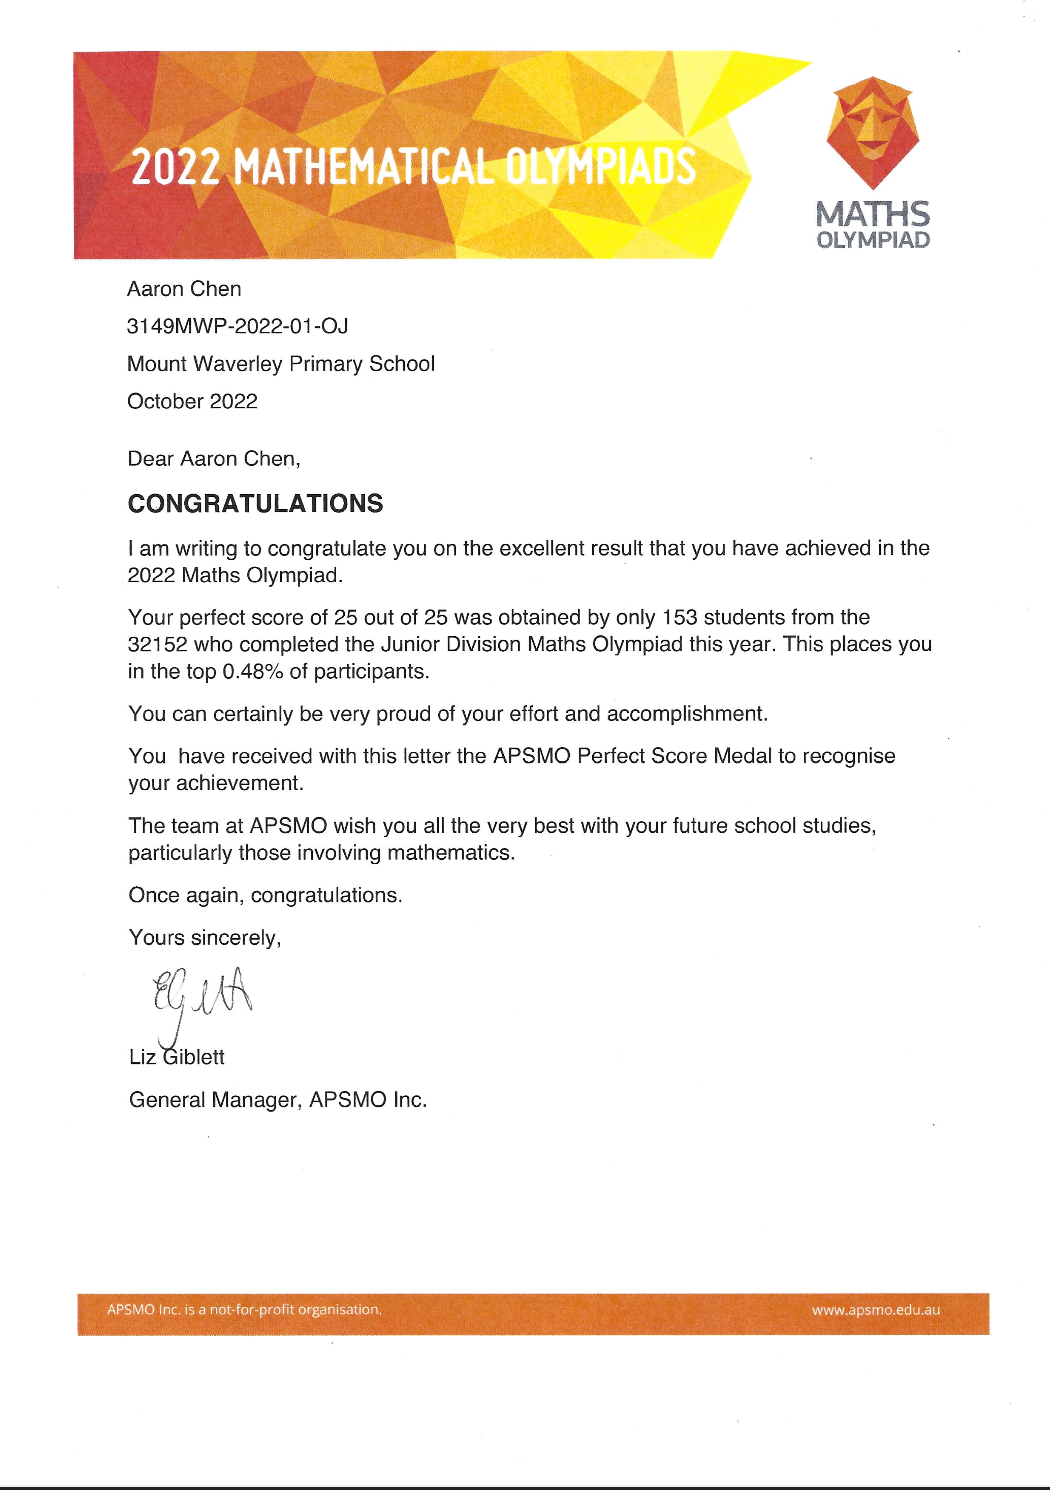 2022 MATHEMATICAL OLYMPIADS
MATHS
OLYMPIAD
Aaron Chen
3149MWP-2022-01-OJ
Mount Waverley Primary School
October 2022
Dear Aaron Chen,
CONGRATULATIONS
I am writing to congratulate you on the excellent result that you have achieved in the
2022 Maths Olympiad.
Your perfect score of 25 out of 25 was obtained by only 153 students from the
32152 who completed the Junior Division Maths Olympiad this year. This places you
in the top 0.48% of participants.
You can certainly be very proud of your effort and accomplishment.
You  have received with this letter the APSMO Perfect Score Medal to recognise
your achievement.
The team at APSMO wish you all the very best with your future school studies,
particularly those involving mathematics.
Once again, congratulations.
Yours sincerely,
Liz Giblett
General Manager, APSMO Inc.
APSMO Inc. is a not-for-profit organisation.
www.apsmo.edu.au